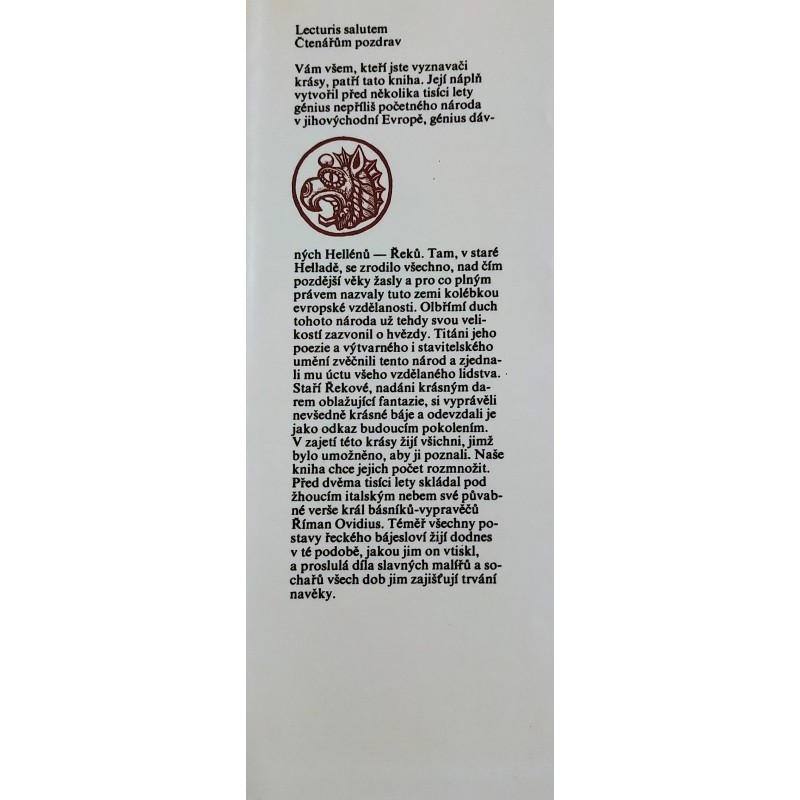 Lecturis salutem
Čtenářům pozdrav
Vám všem, kteří jste vyznavači
krásy, patří tato kniha. Její náplň
vytvořil před několika tisíci lety
génius nepříliš početného národa
v jihovýchodní Evropě, génius dáv-
ných Hellénů — Řeků. Tam, v staré
Helladě, se zrodilo všechno, nad čím
pozdější věky žasly a pro co plným
právem nazvaly tuto zemi kolébkou
evropské vzdělanosti. Olbřímí duch
tohoto národa už tehdy svou veli-
kostí zazvonil o hvězdy. Titáni jeho
poezie a výtvarného i stavitelského
umění zvěčnili tento národ a zjedna-
li mu úctu všeho vzdělaného lidstva.
Staří Řekové, nadáni krásným da-
rem oblažující fantazie, si vyprávěli
nevšedně krásné báje a odevzdali je
jako odkaz budoucím pokolením.
V zajetí této krásy žijí všichni, jimž
bylo umožněno, aby ji poznali. Naše
kniha chce jejich počet rozmnožit.
Před dvěma tisíci lety skládal pod
žhoucím italským nebem své půvab-
né verše král básníků-vypravěčů
Říman Ovidius. Téměř všechny po-
stavy řeckého bájesloví žijí dodnes
v té podobě, jakou jim on vtiskl,
a proslulá díla slavných malířů a so-
chařů všech dob jim zajišťují trvání
navěky.